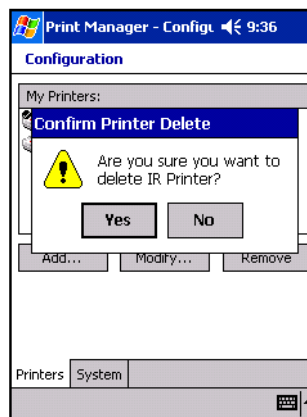 Print Manager - Configu 9:36
Configuration
My Printers:
Confirm Printer Delete
Are you sure you want to
delete IR Printer?
Yes No
Add... Modify... Remove
Printers System